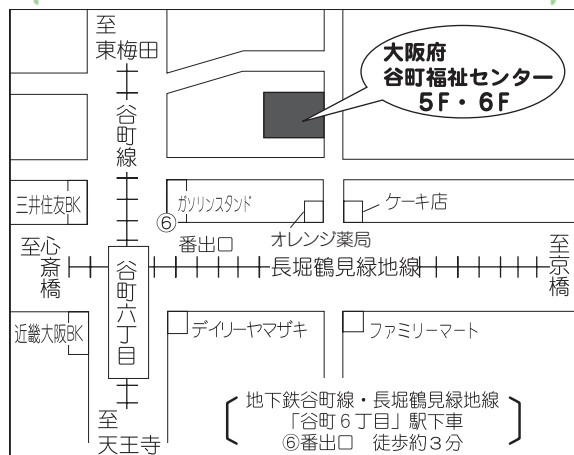 至
東梅田
谷町線
大阪府
谷町福祉センター
5F・6F
三井住友BK
ガソリンスタンド
ケーキ店
⑥
番出口
オレンジ薬局
至心斎橋
谷町六丁目
長堀鶴見緑地線
至京橋
近畿大阪BK
デイリーヤマザキ
ファミリーマート
至
天王寺
地下鉄谷町線・長堀鶴見緑地線
「谷町6丁目」駅下車
⑥番出口 徒歩約3分